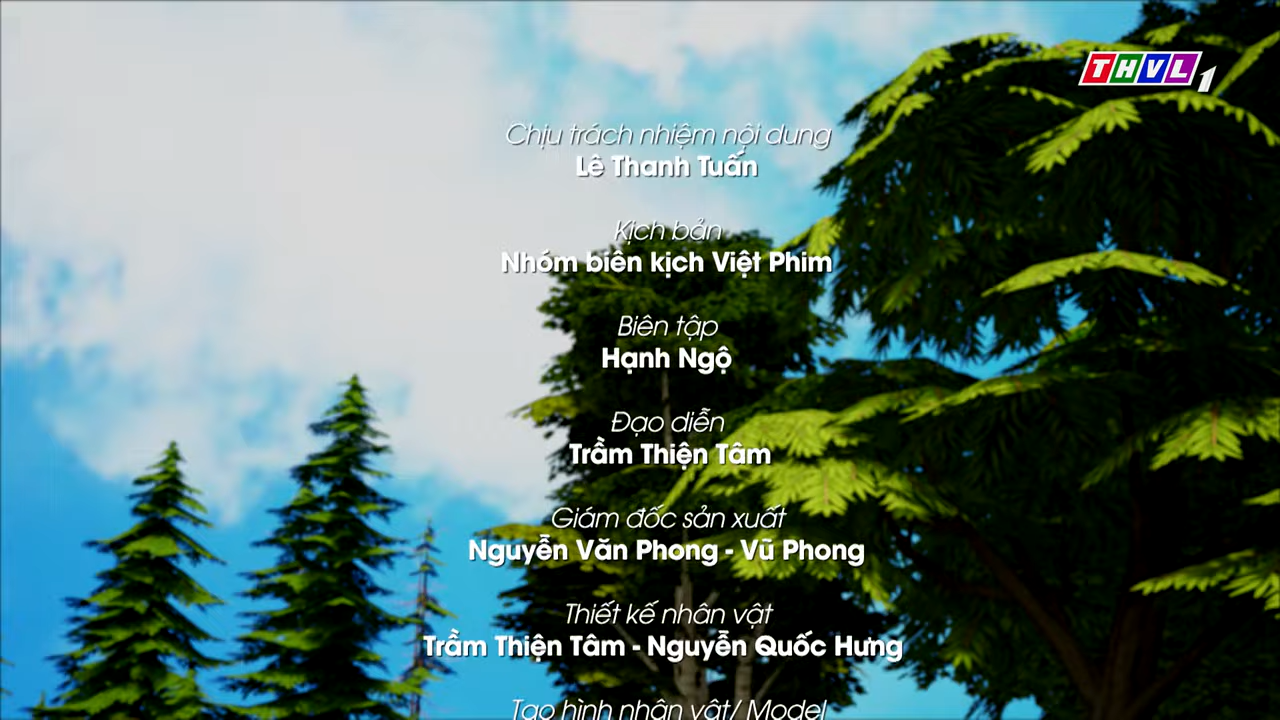 THVL 1
Chịu trách nhiệm nội dung
Lê Thanh Tuấn
Kịch bản
Nhóm biên kịch Việt Phim
Biên tập
Hạnh Ngộ
Đạo diễn
Trầm Thiện Tâm
Giám đốc sản xuất
Nguyễn Văn Phong - Vũ Phong
Thiết kế nhân vật
Trầm Thiện Tâm - Nguyễn Quốc Hưng
Tạo hình nhân vật/ Model